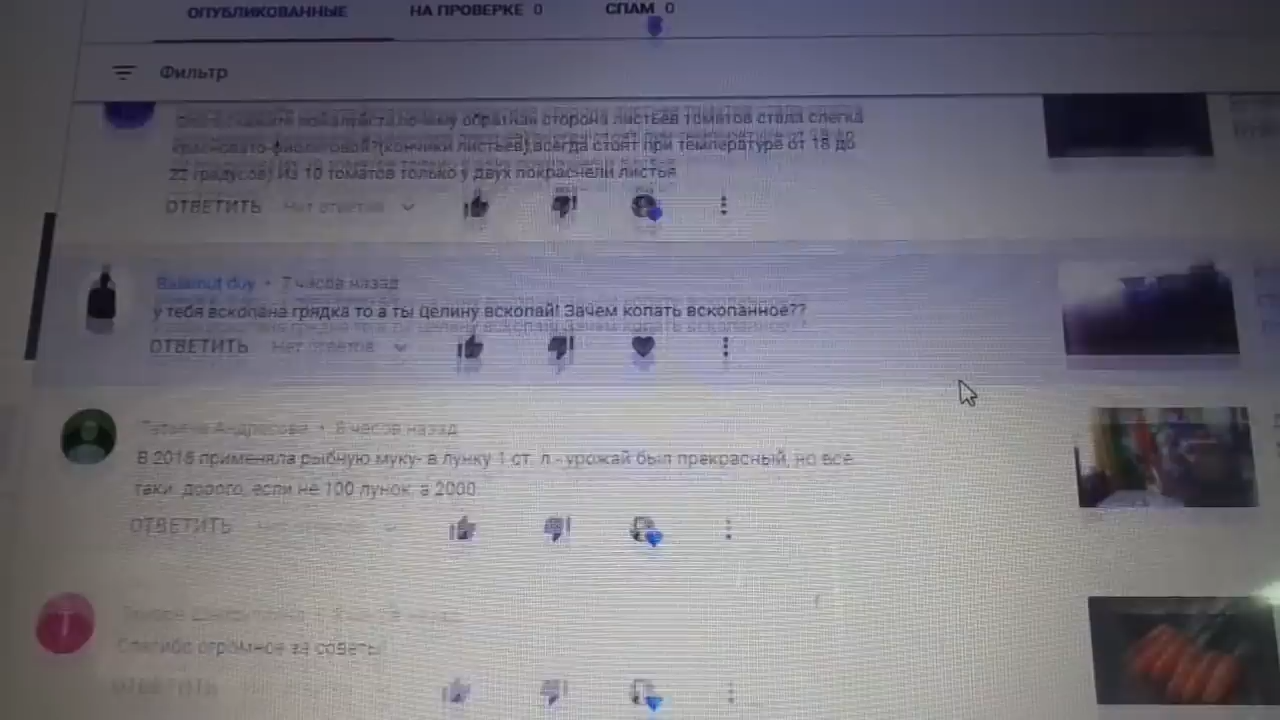 ОПУБЛИКОВАННЫЕ НА ПРОВЕРКЕ 0 СПАМ 0
Фильтр
обратная сторона листьев томатов стала слегка
красновато-фиолетовой?(кончики листьев) всегда стоят при температуре от 18 до
22 градусов) Из 10 томатов только у двух покраснели листья
ОТВЕТИТЬ Нет ответов
7 часов назад
у тебя вскопана грядка то а ты целину вскопай! Зачем копать вскопанное??
ОТВЕТИТЬ Нет ответов
Татьяна • 8 часов назад
В 2018 применяла рыбную муку- в лунку 1 ст. л - урожай был прекрасный, но все
таки дорого, если не 100 лунок, а 2000
ОТВЕТИТЬ Нет ответов
Спасибо огромное за советы!
ОТВЕТИТЬ